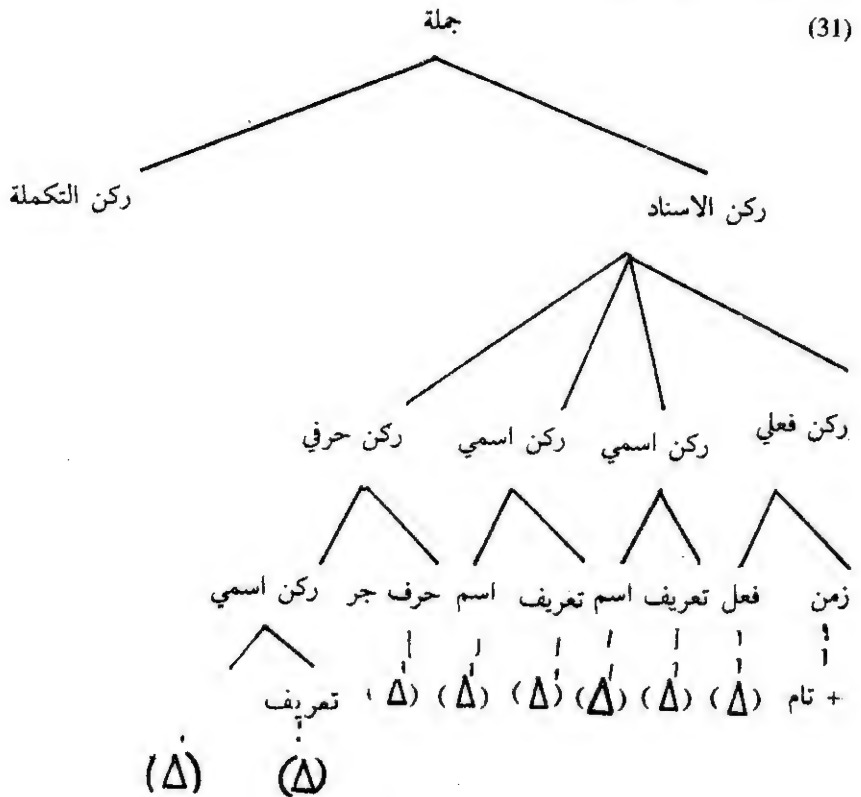 (31)
جملة
ركن الاسناد ركن التكملة
ركن فعلي ركن اسمي ركن اسمي ركن حرفي
زمن فعل تعريف اسم تعريف اسم حرف جر ركن اسمي
+ تام (Δ) (Δ) (Δ) (Δ) (Δ) (Δ) تعريف
(Δ) (Δ)